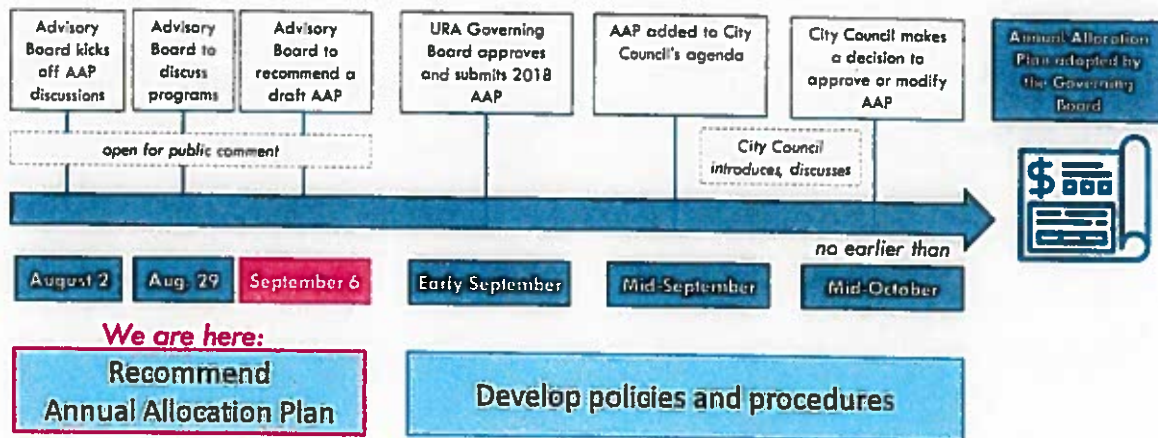 Advisory
Board kicks
off AAP
discussions
Advisory
Board to
discuss
programs
Advisory
Board to
recommend a
draft AAP
URA Governing
Board approves
and submits 2018
AAP
AAP added to City
Council's agenda
City Council makes
a decision to
approve or modify
AAP
Annual Allocation
Plan adopted by
the Governing
Board
open for public comment
City Council
introduces, discusses
$
no earlier than
August 2
Aug. 29
September 6
Early September
Mid-September
Mid-October
We are here:
Recommend
Annual Allocation Plan
Develop policies and procedures